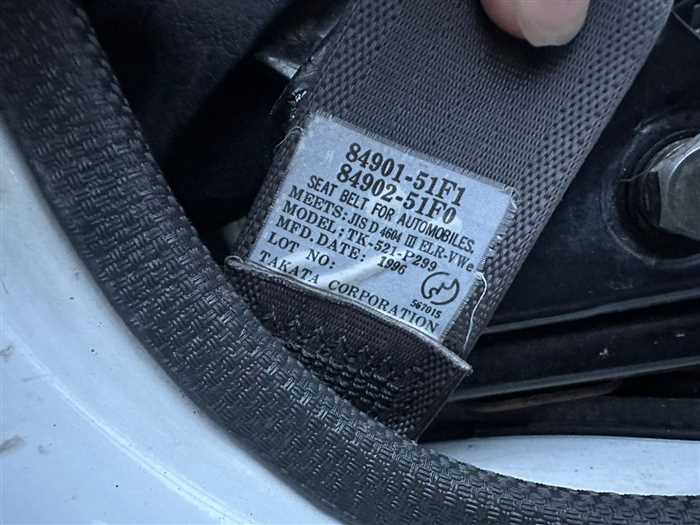 84901-51F1
84902-51F0
SEAT BELT FOR AUTOMOBILES.
MEETS: JIS D 4604 III ELR-VWe
MODEL: TK-521-P299
MFD. DATE: 1996
LOT NO.
TAKATA CORPORATION
567015